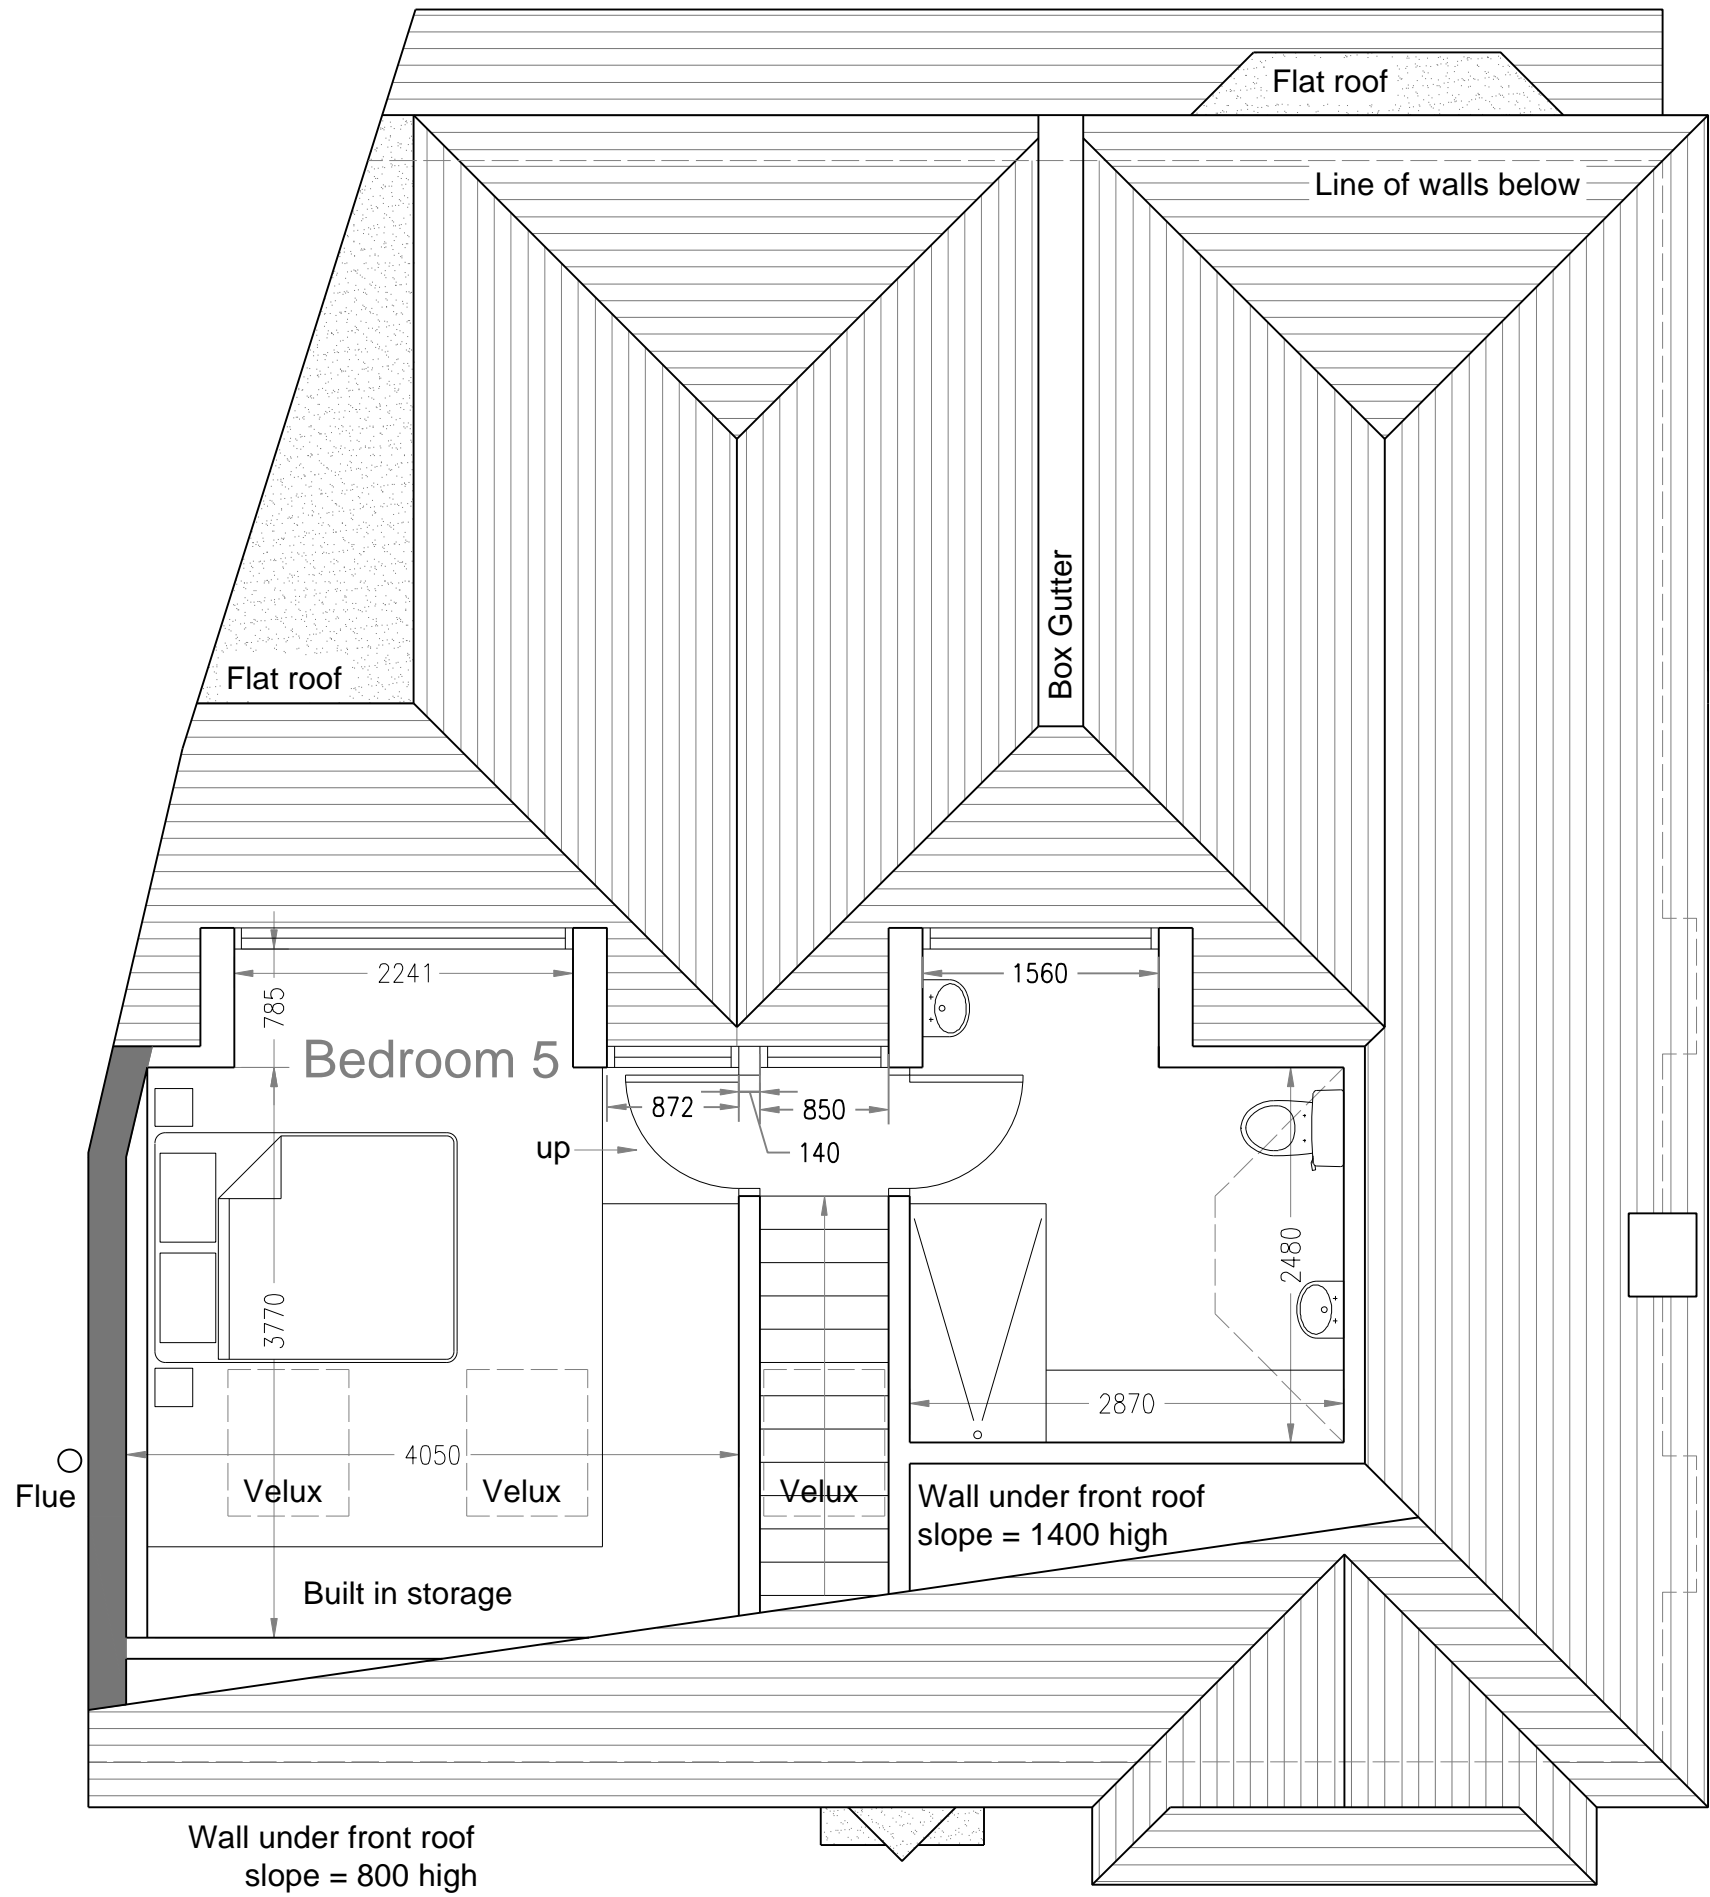 Flat roof
Line of walls below
Box Gutter
Flat roof
2241
1560
785
Bedroom 5
872
850
up
140
2480
3770
2870
4050
Flue
Velux
Velux
Velux
Wall under front roof
slope = 1400 high
Built in storage
Wall under front roof
slope = 800 high